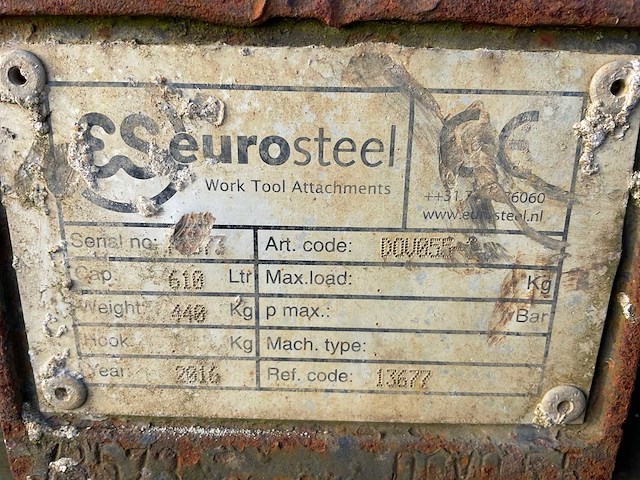 eurosteel
Work Tool Attachments
CE
www.eurosteel.nl
Serial no:
Art. code:
Cap. 610 Ltr
Max.load: Kg
Weight: 440 Kg
p max.: Bar
Hook: Kg
Mach. type:
Year 2016
Ref. code: 13677